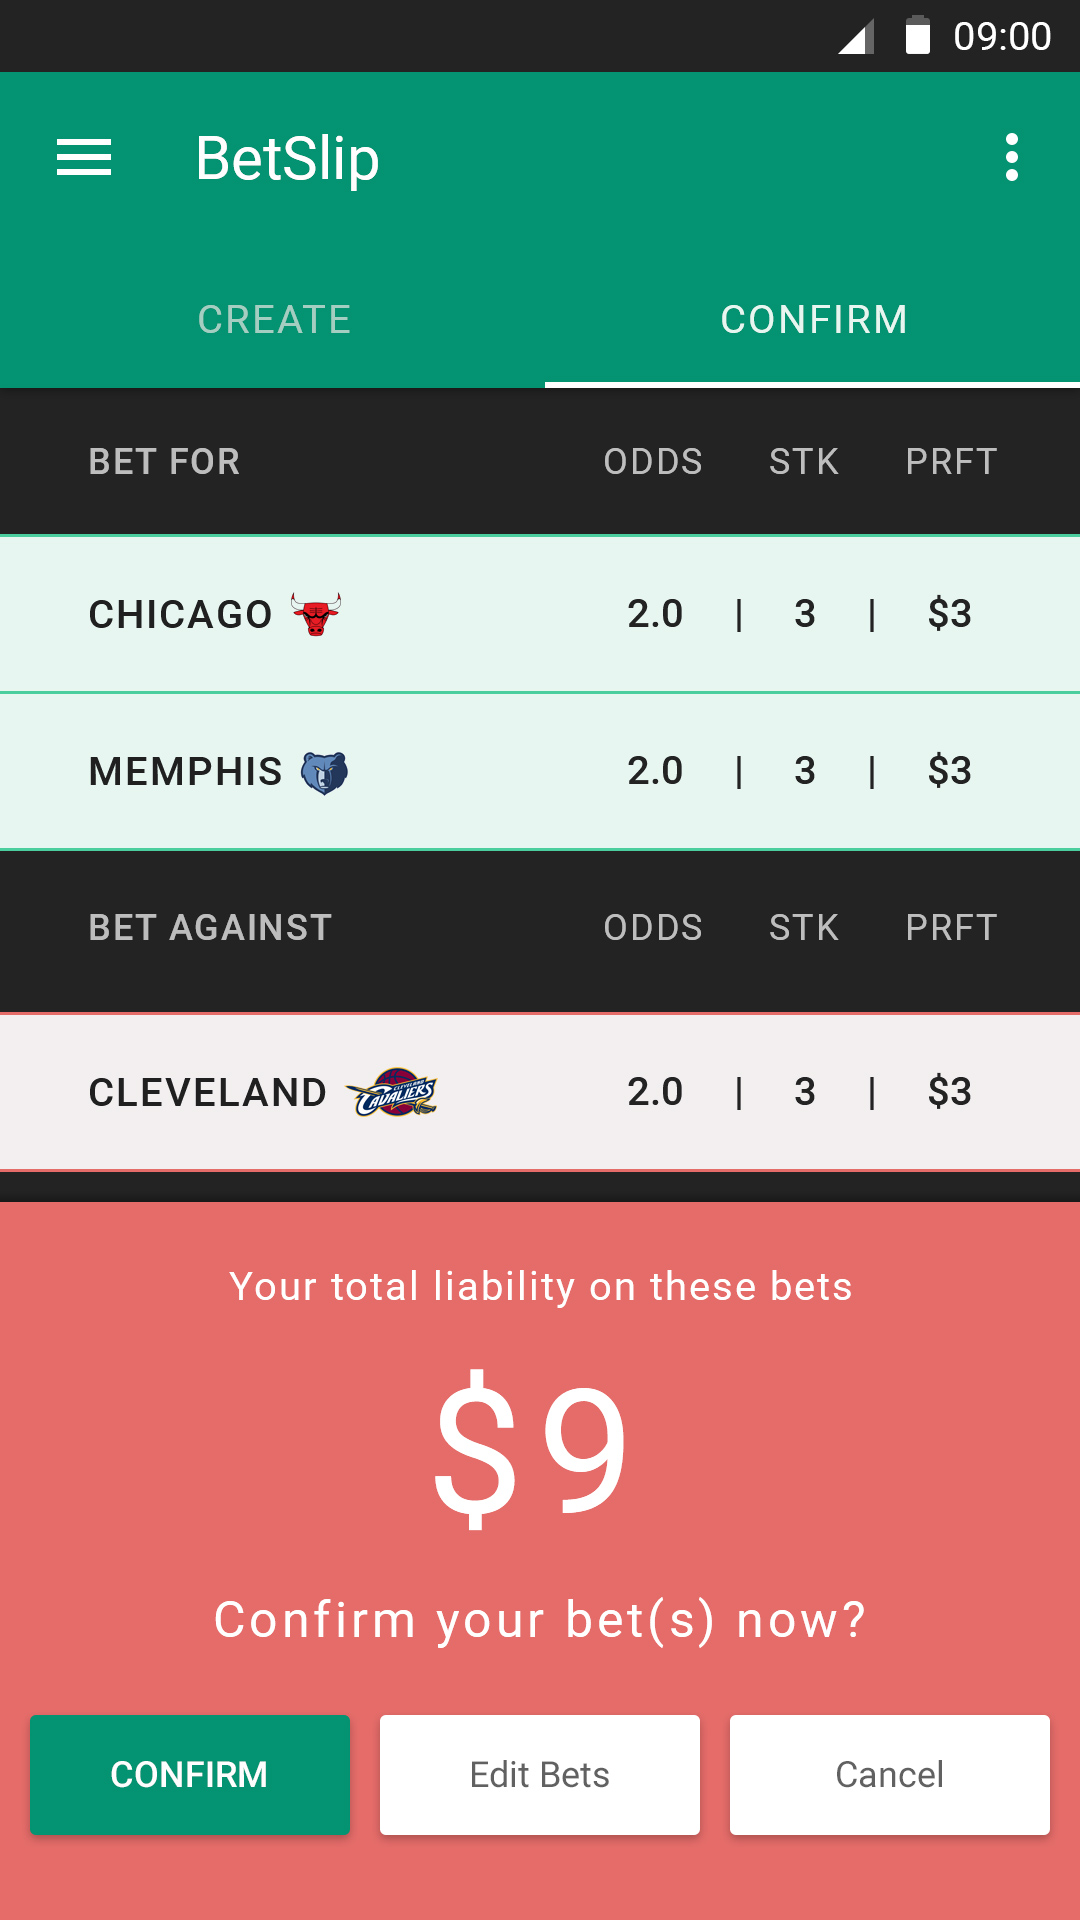 09:00
BetSlip
CREATE CONFIRM
BET FOR ODDS STK PRFT
CHICAGO 2.0 | 3 | $3
MEMPHIS 2.0 | 3 | $3
BET AGAINST ODDS STK PRFT
CLEVELAND CLEVELAND CAVALIERS 2.0 | 3 | $3
Your total liability on these bets
$9
Confirm your bet(s) now?
CONFIRM Edit Bets Cancel